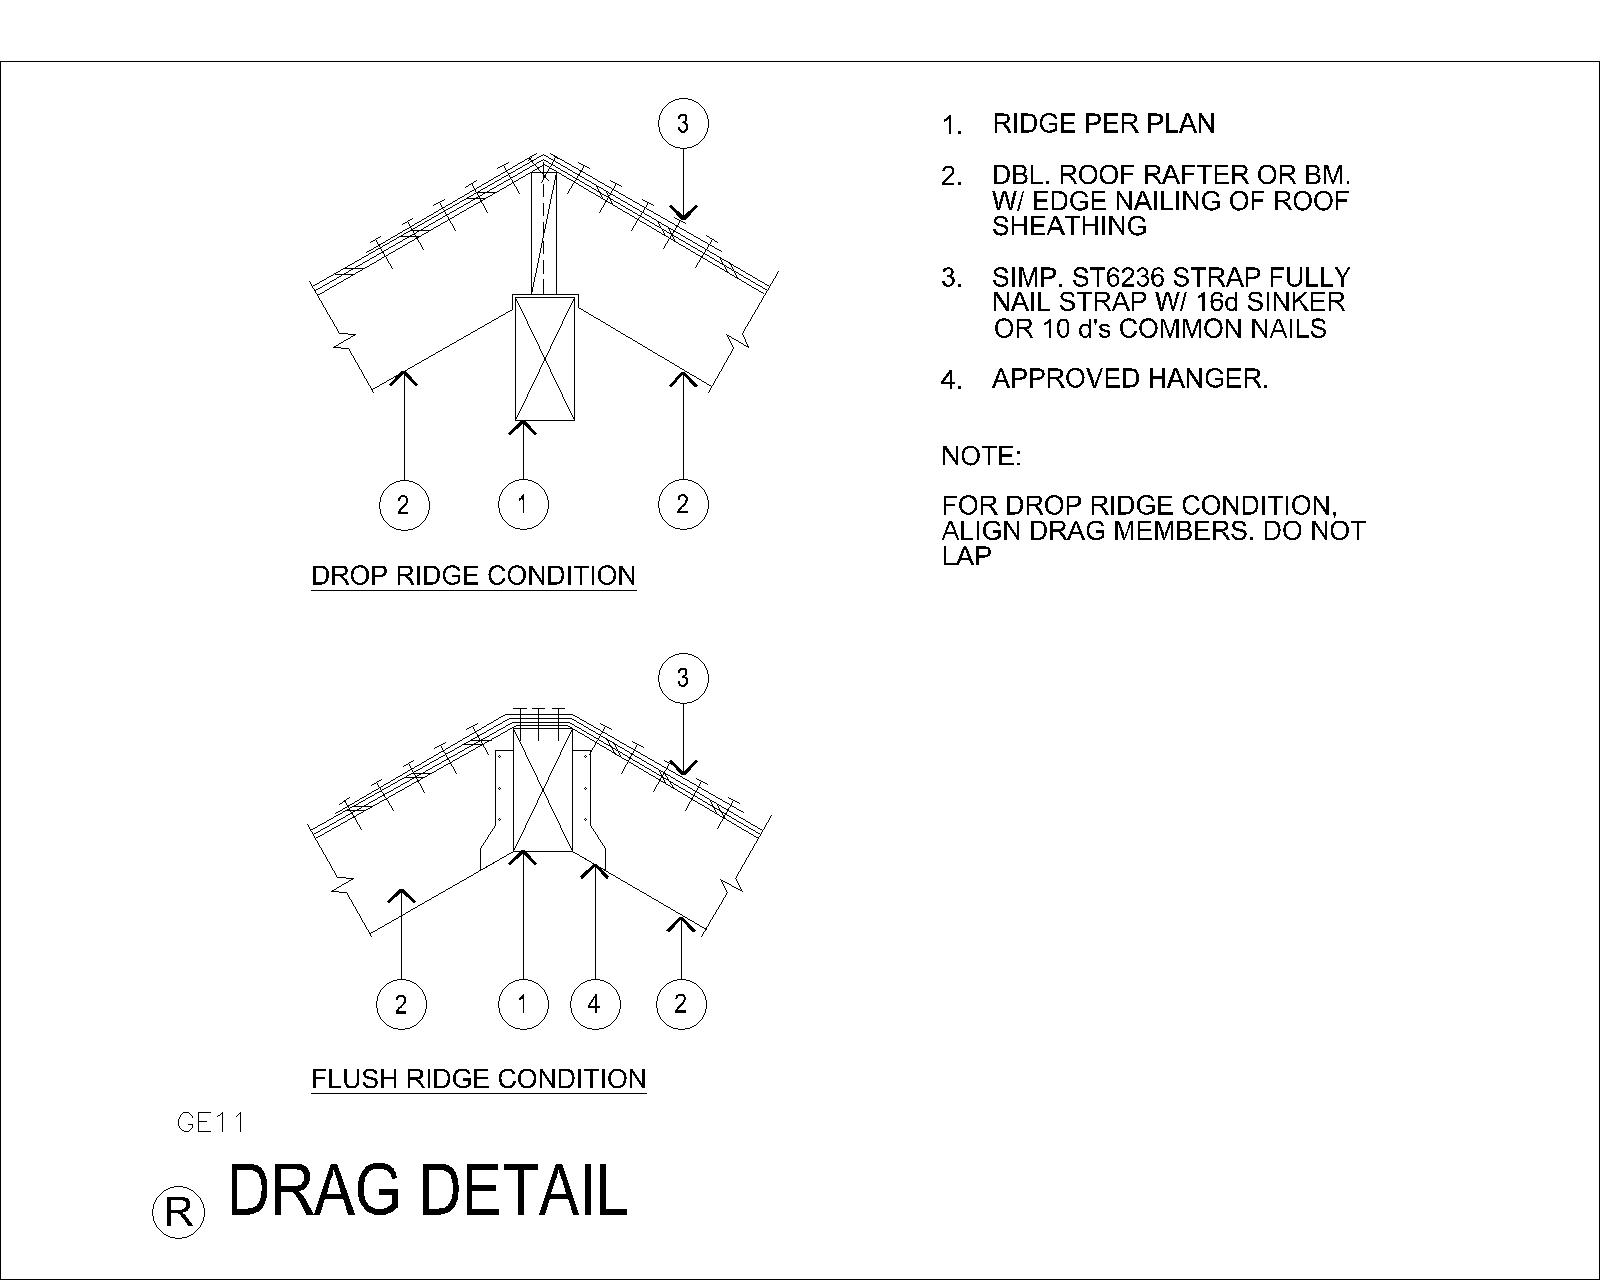 3
2
1
2
DROP RIDGE CONDITION
3
2
1
4
2
FLUSH RIDGE CONDITION
GE11
R DRAG DETAIL
1. RIDGE PER PLAN
2. DBL. ROOF RAFTER OR BM.
W/ EDGE NAILING OF ROOF
SHEATHING
3. SIMP. ST6236 STRAP FULLY
NAIL STRAP W/ 16d SINKER
OR 10 d's COMMON NAILS
4. APPROVED HANGER.
NOTE:
FOR DROP RIDGE CONDITION,
ALIGN DRAG MEMBERS. DO NOT
LAP